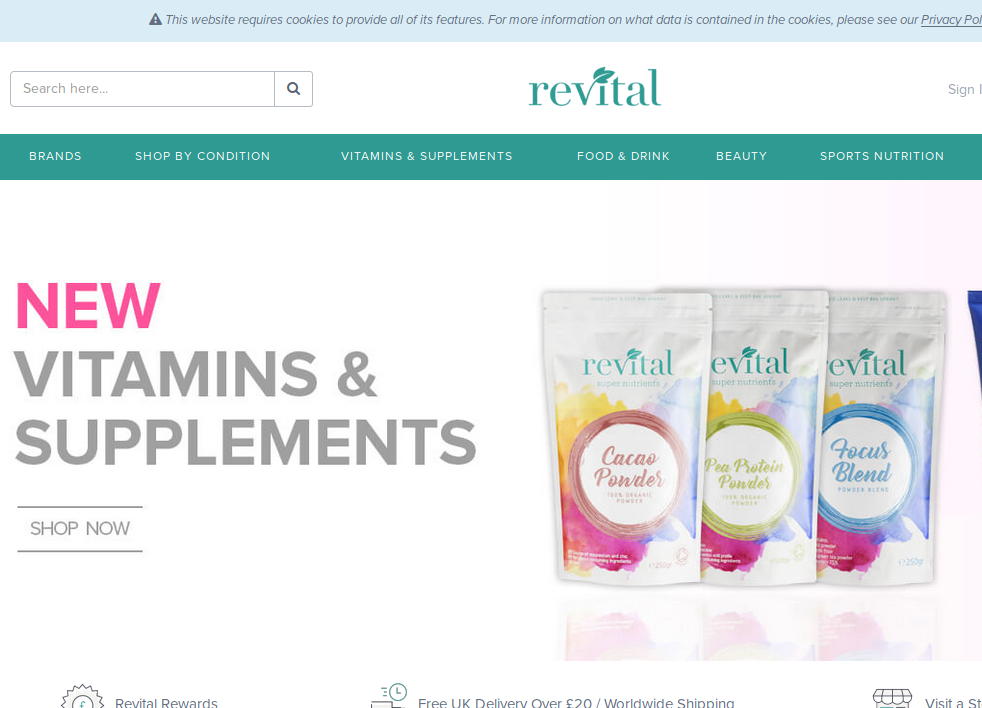 This website requires cookies to provide all of its features. For more information on what data is contained in the cookies, please see our Privacy Pol
Search here...
revital
Sign I
BRANDS SHOP BY CONDITION VITAMINS & SUPPLEMENTS FOOD & DRINK BEAUTY SPORTS NUTRITION
NEW
VITAMINS &
SUPPLEMENTS
SHOP NOW
revital
super nutrients
Cacao
Powder
100% ORGANIC
POWDER
℮250gr
evital
super nutrients
Pea Protein
Powder
100% ORGANIC
POWDER
revital
super nutrients
Focus
Blend
POWDER BLEND
℮250gr
Revital Rewards
Free UK Delivery Over £20 / Worldwide Shipping
Visit a St